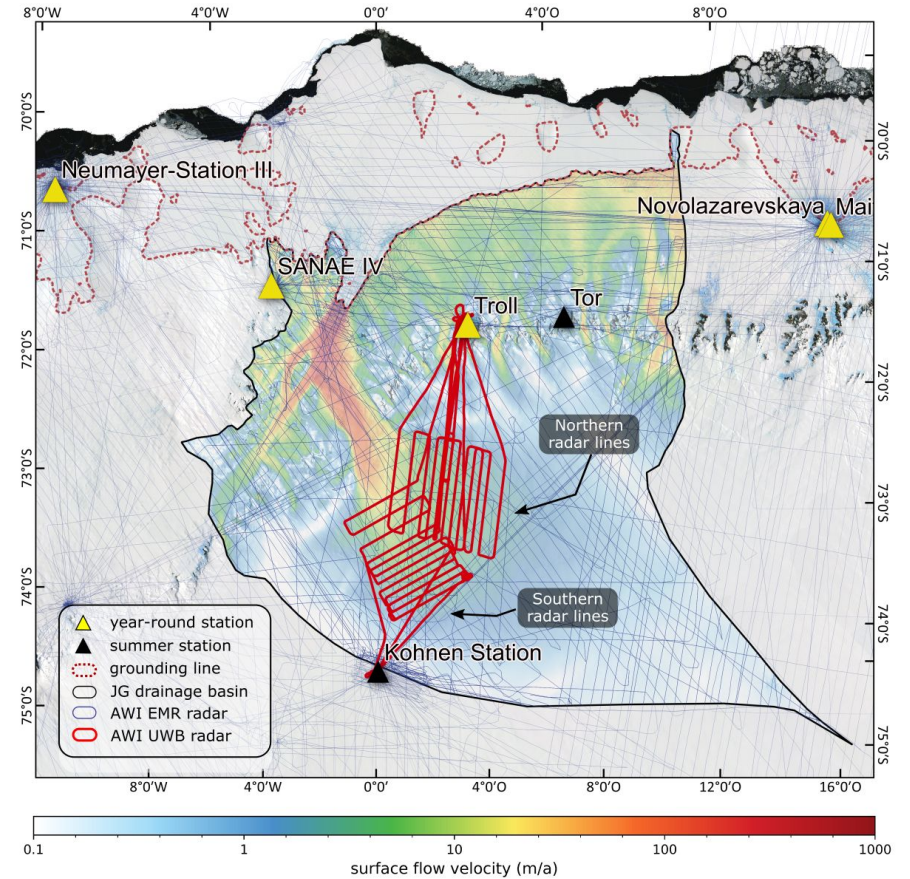 8°0'W 4°0'W 0°0' 4°0'O 8°0'O
70°0'S
70°0'S
Neumayer-Station III
Novolazarevskaya Mai
71°0'S
71°0'S
SANAE IV
Troll
Tor
72°0'S
72°0'S
Northern
radar lines
73°0'S
73°0'S
74°0'S
74°0'S
Southern
radar lines
Kohnen Station
75°0'S
75°0'S
year-round station
summer station
grounding line
JG drainage basin
AWI EMR radar
AWI UWB radar
8°0'W 4°0'W 0°0' 4°0'O 8°0'O 12°0'O 16°0'O
0.1 1 10 100 1000
surface flow velocity (m/a)